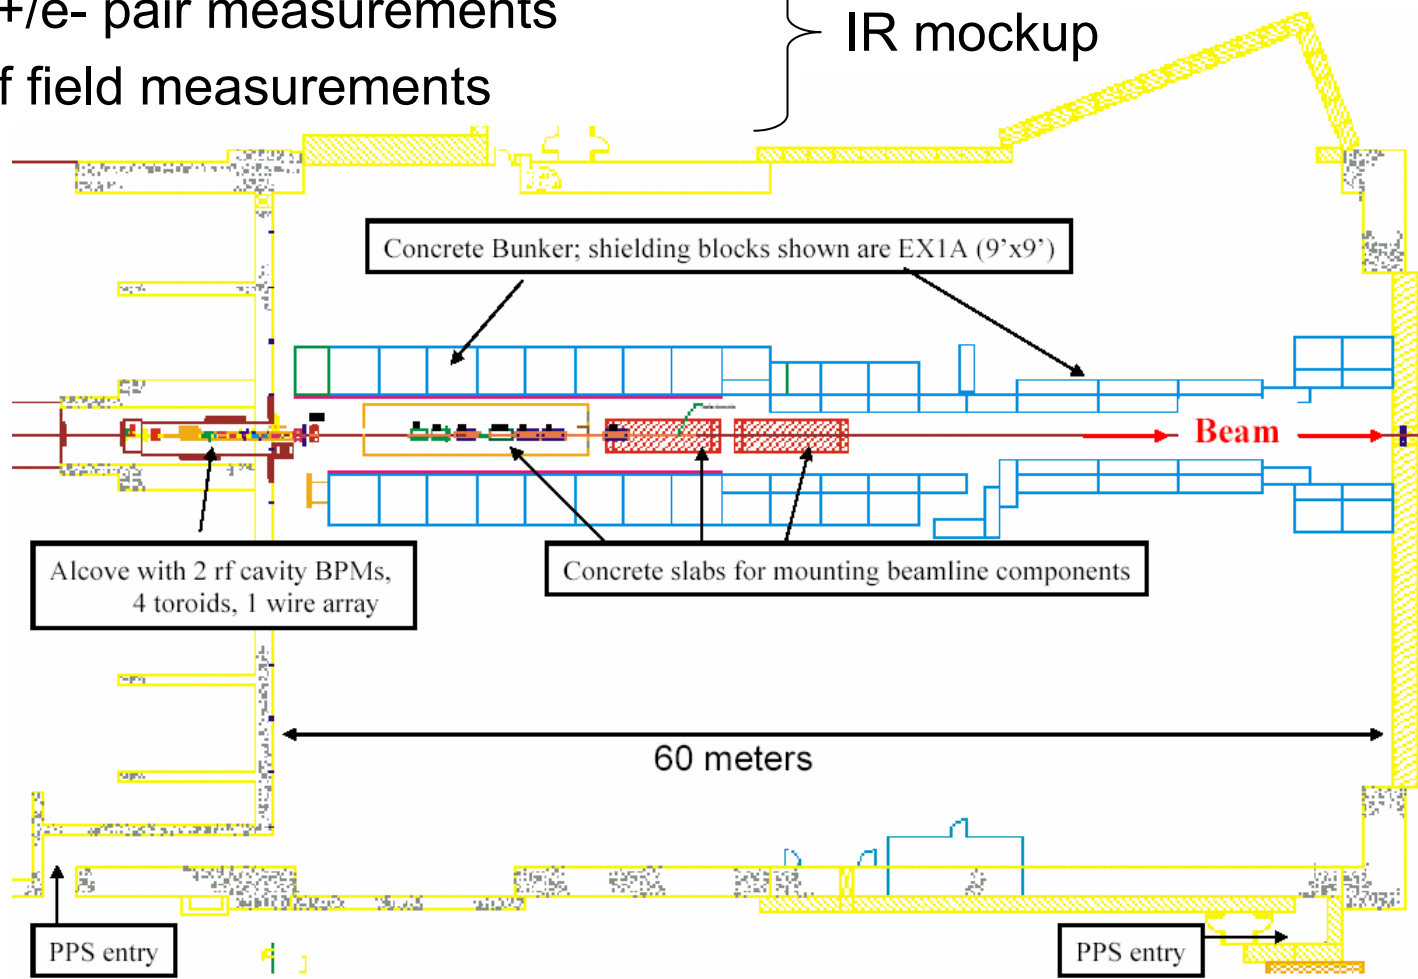 +/e- pair measurements
f field measurements
IR mockup
Concrete Bunker; shielding blocks shown are EX1A (9’x9’)
Beam
Alcove with 2 rf cavity BPMs,
4 toroids, 1 wire array
Concrete slabs for mounting beamline components
60 meters
PPS entry
PPS entry